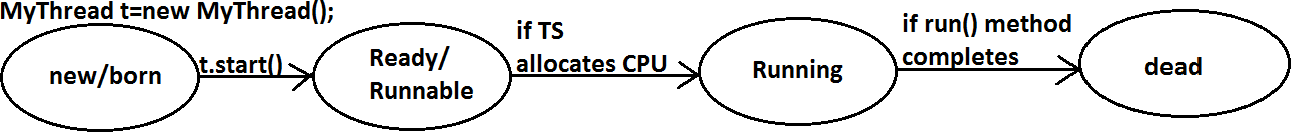 MyThread t=new MyThread();
new/born
t.start()
Ready/
Runnable
if TS
allocates CPU
Running
if run() method
completes
dead